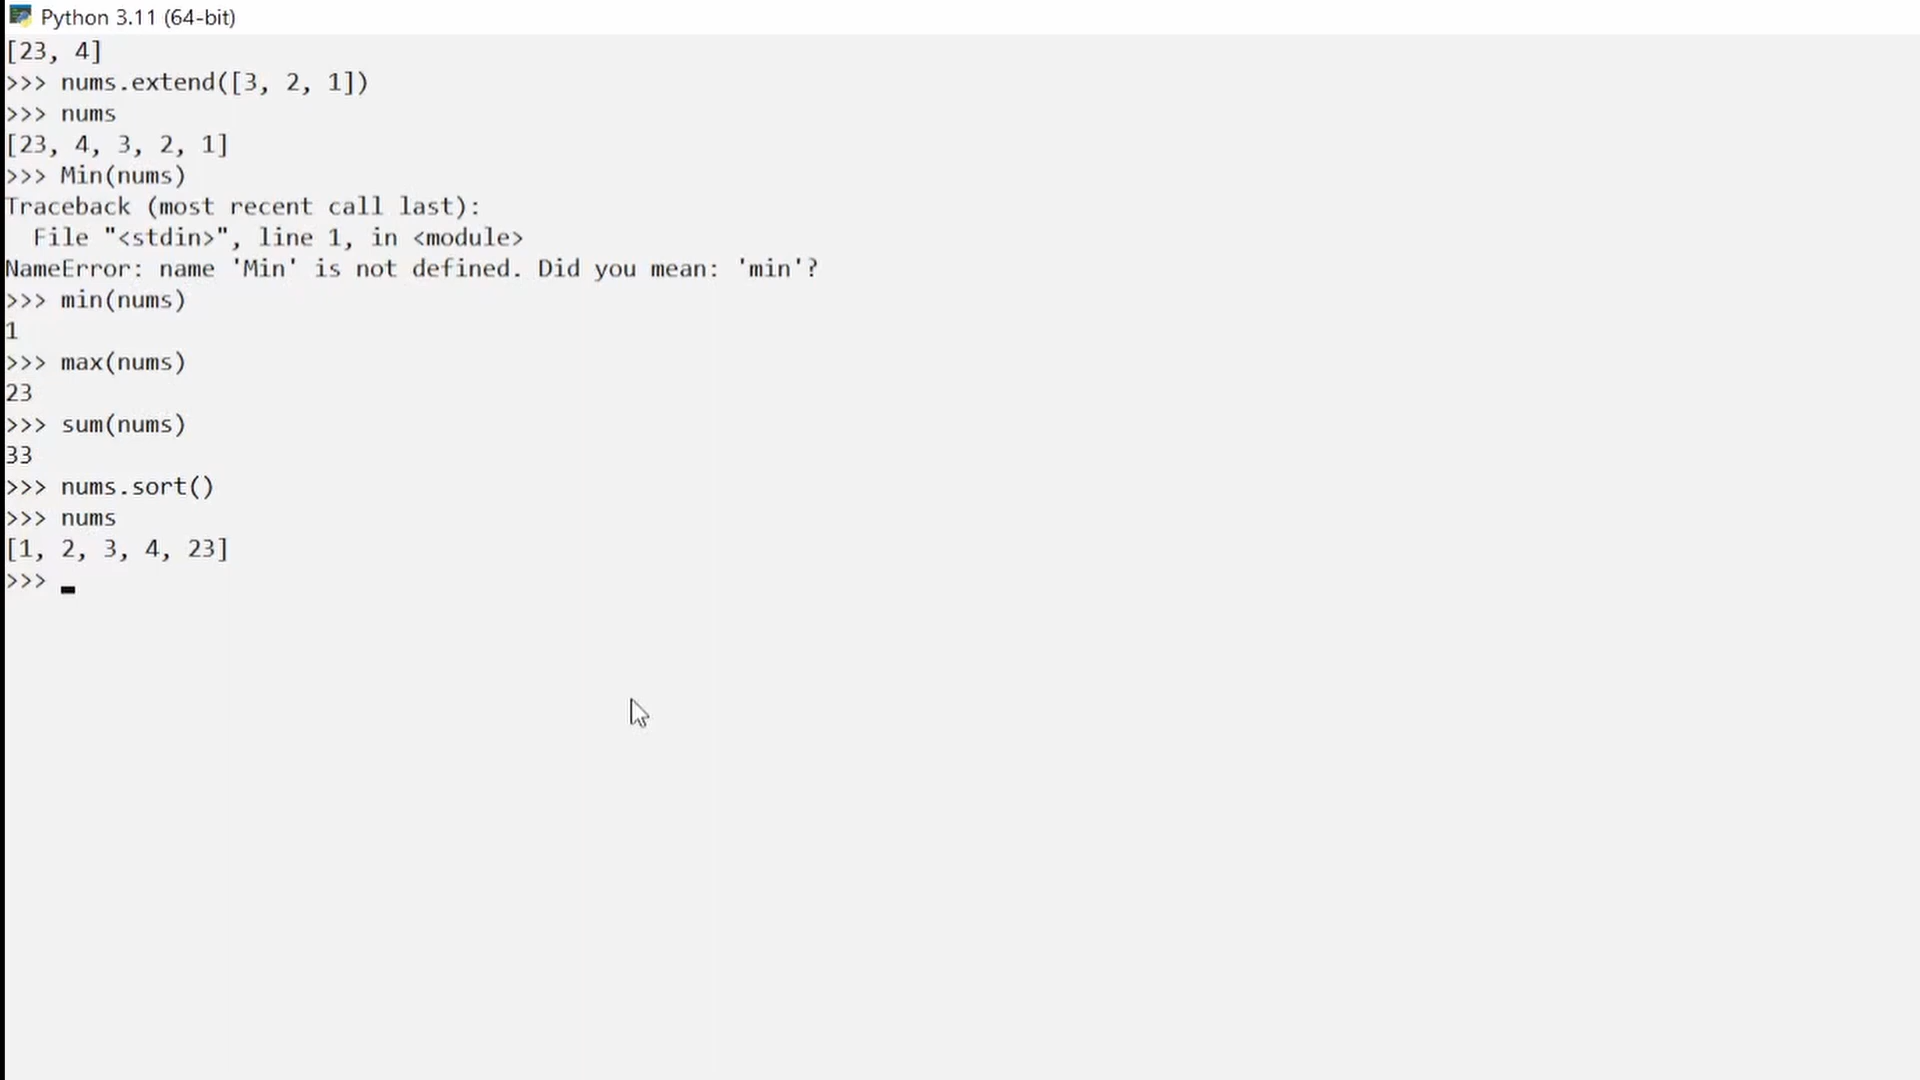 Python 3.11 (64-bit)
[23, 4]
>>> nums.extend([3, 2, 1])
>>> nums
[23, 4, 3, 2, 1]
>>> Min(nums)
Traceback (most recent call last):
  File "<stdin>", line 1, in <module>
NameError: name 'Min' is not defined. Did you mean: 'min'?
>>> min(nums)
1
>>> max(nums)
23
>>> sum(nums)
33
>>> nums.sort()
>>> nums
[1, 2, 3, 4, 23]
>>>